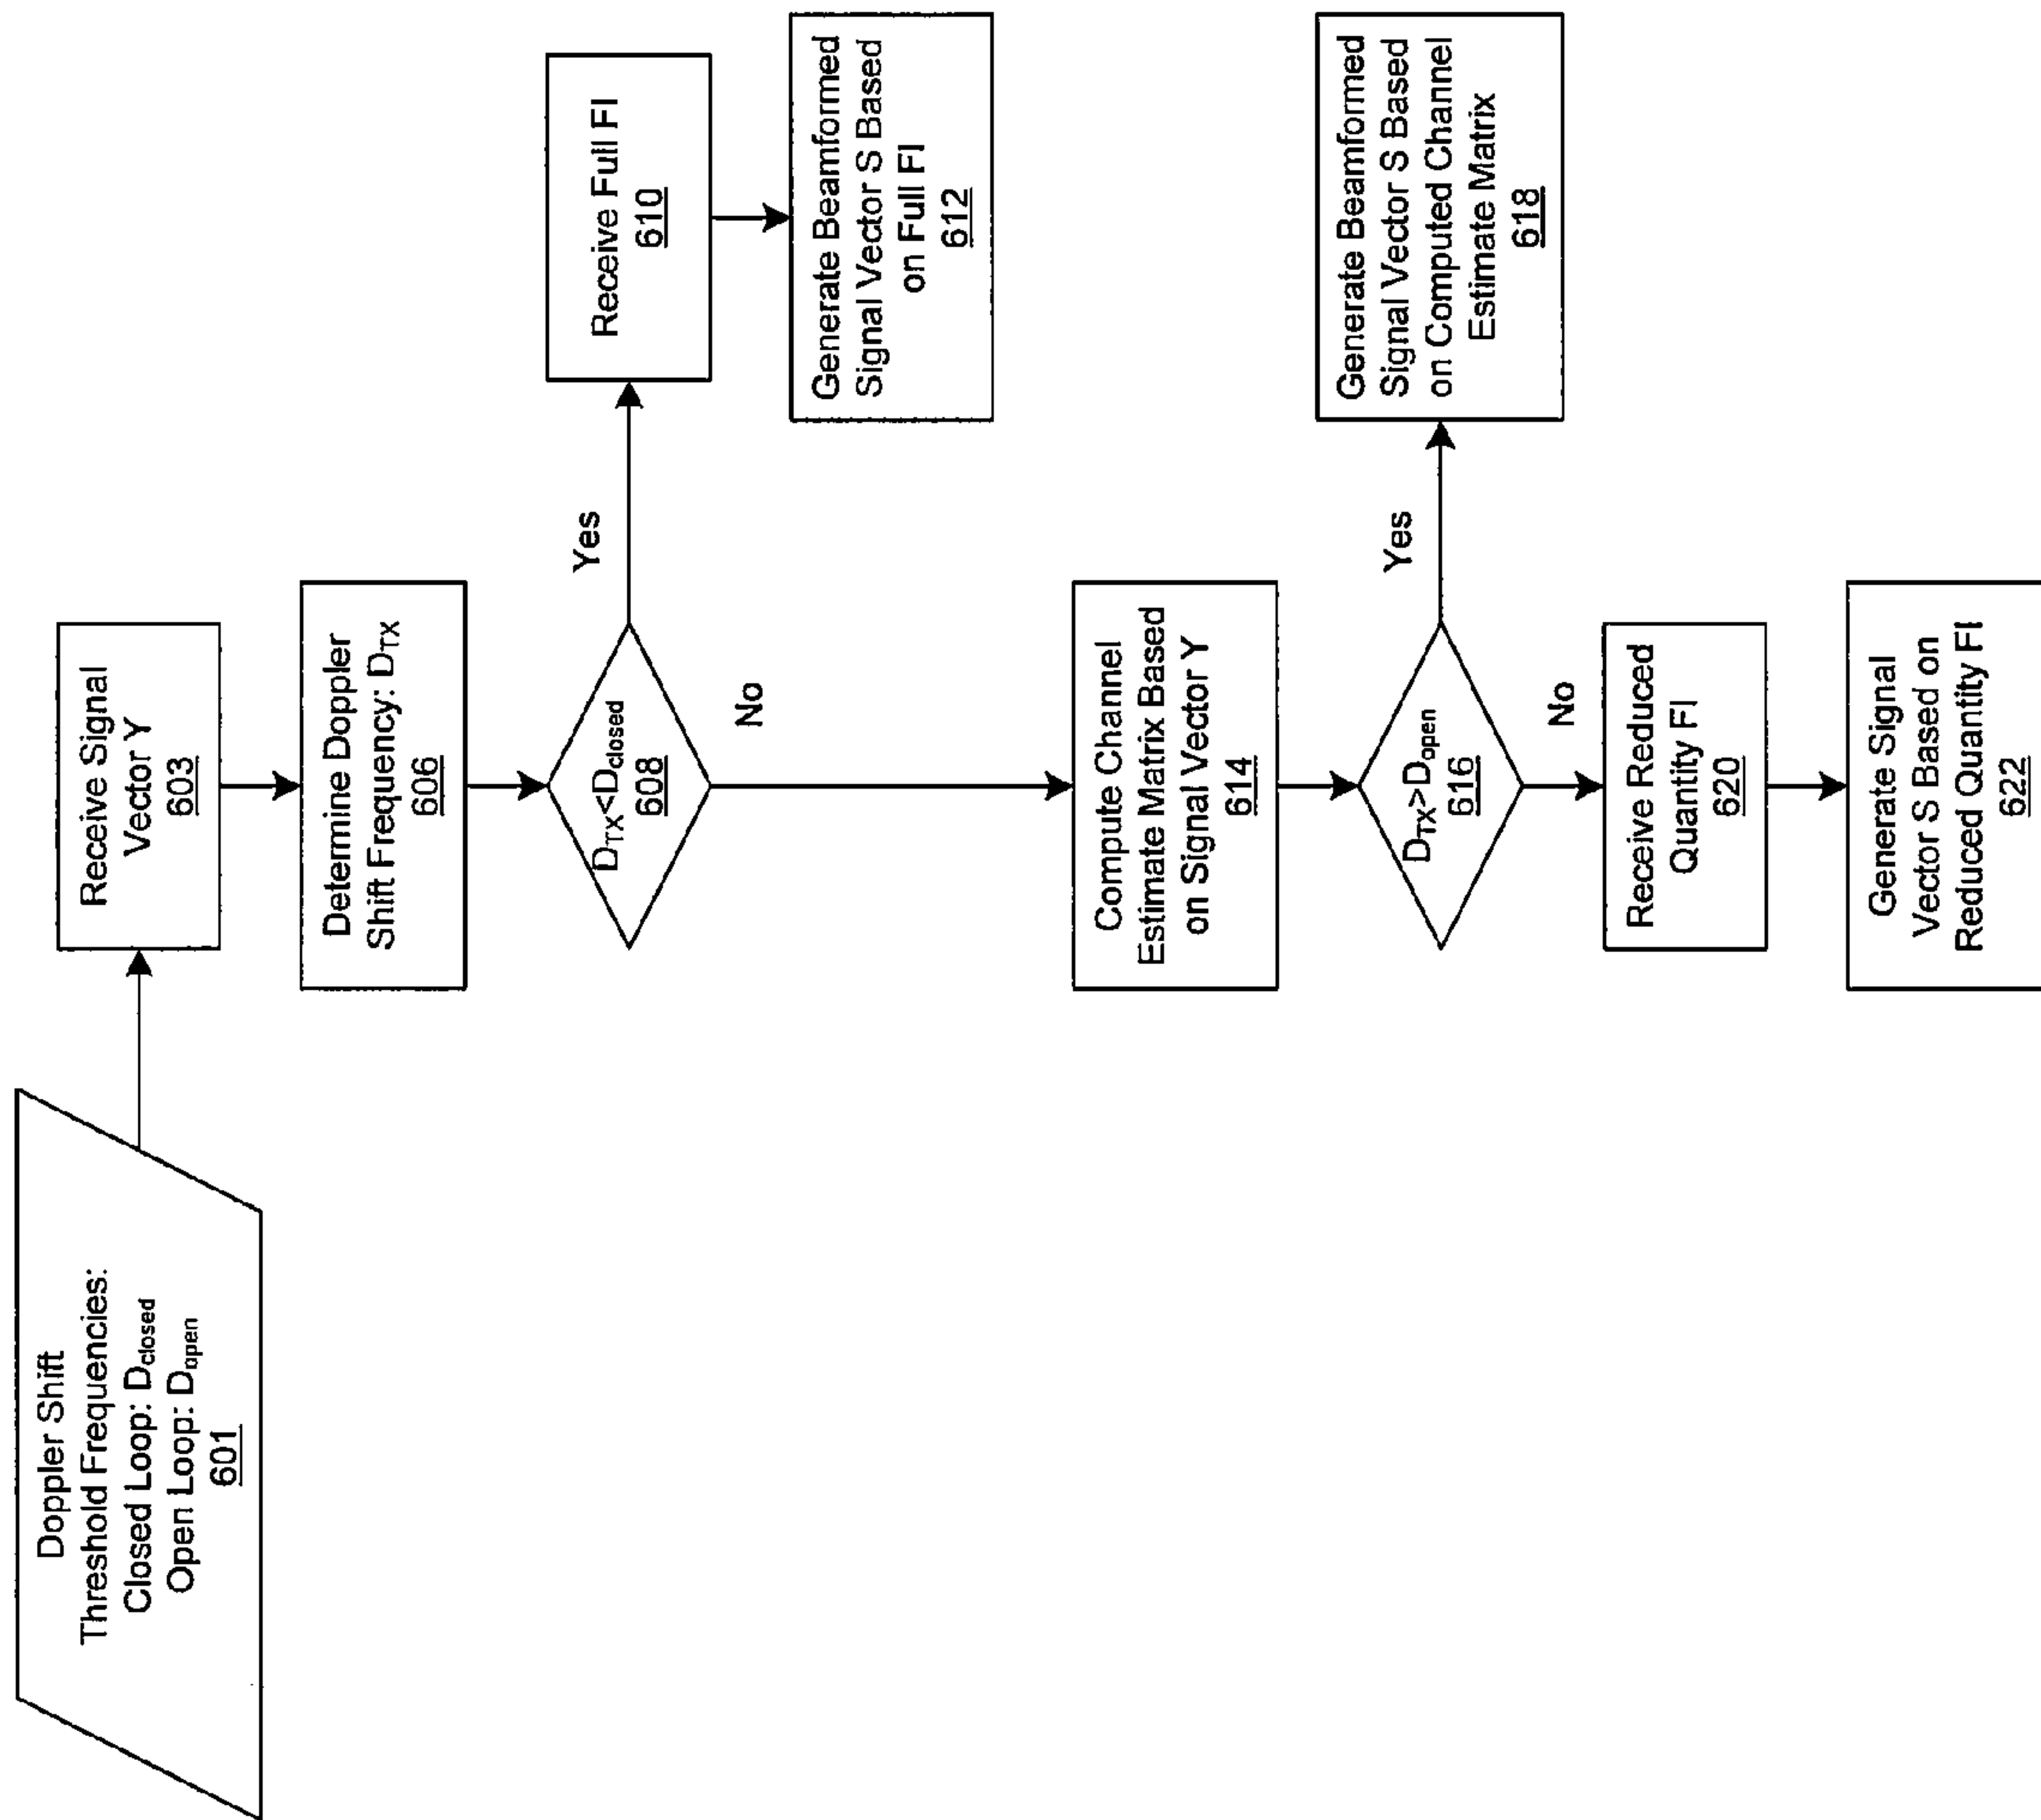 Doppler Shift
Threshold Frequencies:
Closed Loop: Dclosed
Open Loop: Dopen
601
Receive Signal
Vector Y
603
Determine Doppler
Shift Frequency: DTX
606
DTX<Dclosed
608
Yes
Receive Full FI
610
Generate Beamformed
Signal Vector S Based
on Full FI
612
No
Compute Channel
Estimate Matrix Based
on Signal Vector Y
614
DTX>Dopen
616
Yes
Generate Beamformed
Signal Vector S Based
on Computed Channel
Estimate Matrix
618
No
Receive Reduced
Quantity FI
620
Generate Signal
Vector S Based on
Reduced Quantity FI
622